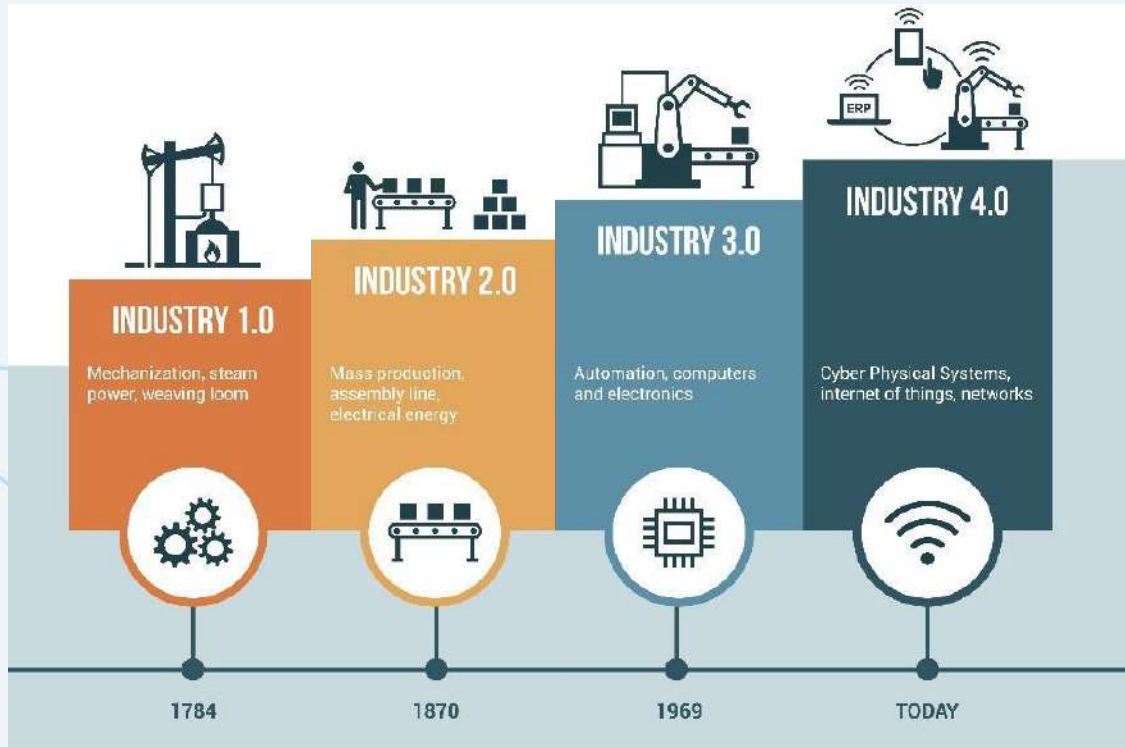 ERP
INDUSTRY 1.0
Mechanization, steam
power, weaving loom
INDUSTRY 2.0
Mass production,
assembly line,
electrical energy
INDUSTRY 3.0
Automation, computers
and electronics
INDUSTRY 4.0
Cyber Physical Systems,
internet of things, networks
1784
1870
1969
TODAY